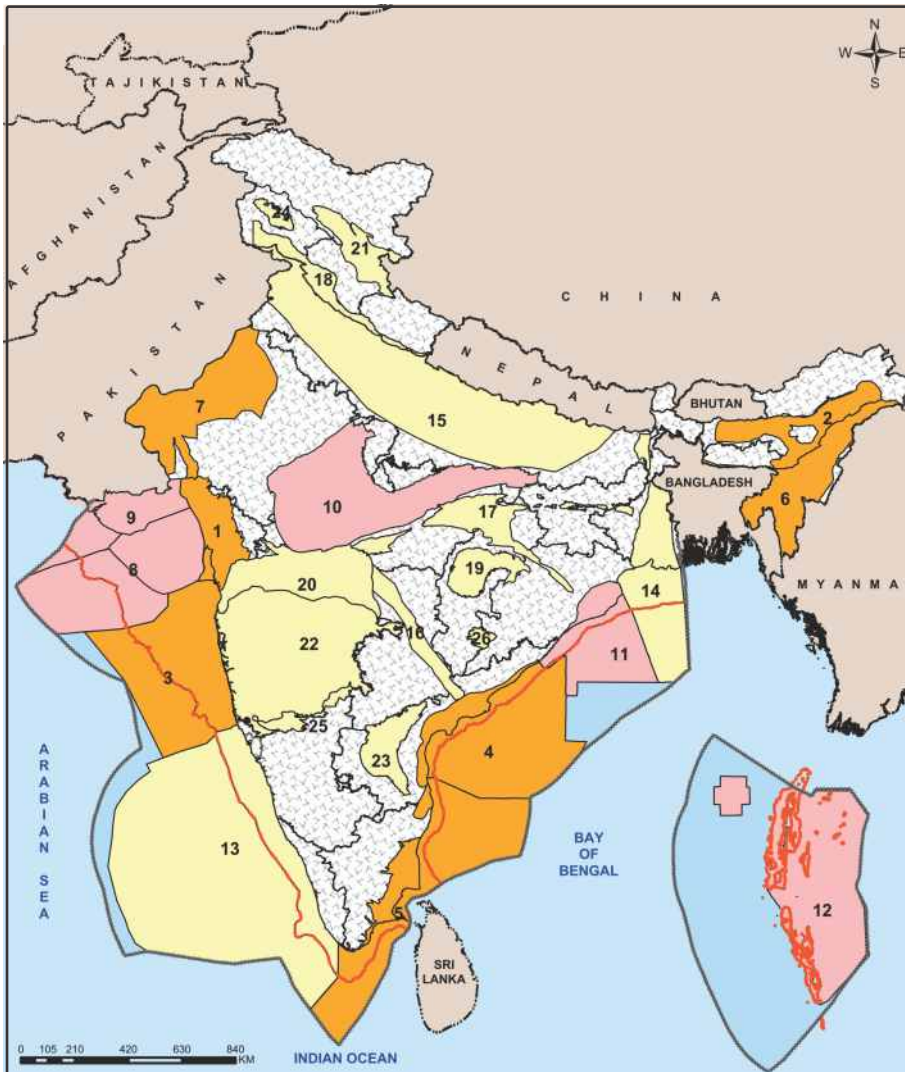 N
W E
S
TAJIKISTAN
AFGHANISTAN
PAKISTAN
CHINA
NEPAL
BHUTAN
BANGLADESH
MYANMA
24
21
18
7
15
2
6
9
10
17
1
8
19
20
14
16
26
22
11
3
25
4
23
13
5
12
ARABIAN SEA
BAY
OF
BENGAL
SRI
LANKA
INDIAN OCEAN
0 105 210 420 630 840
KM